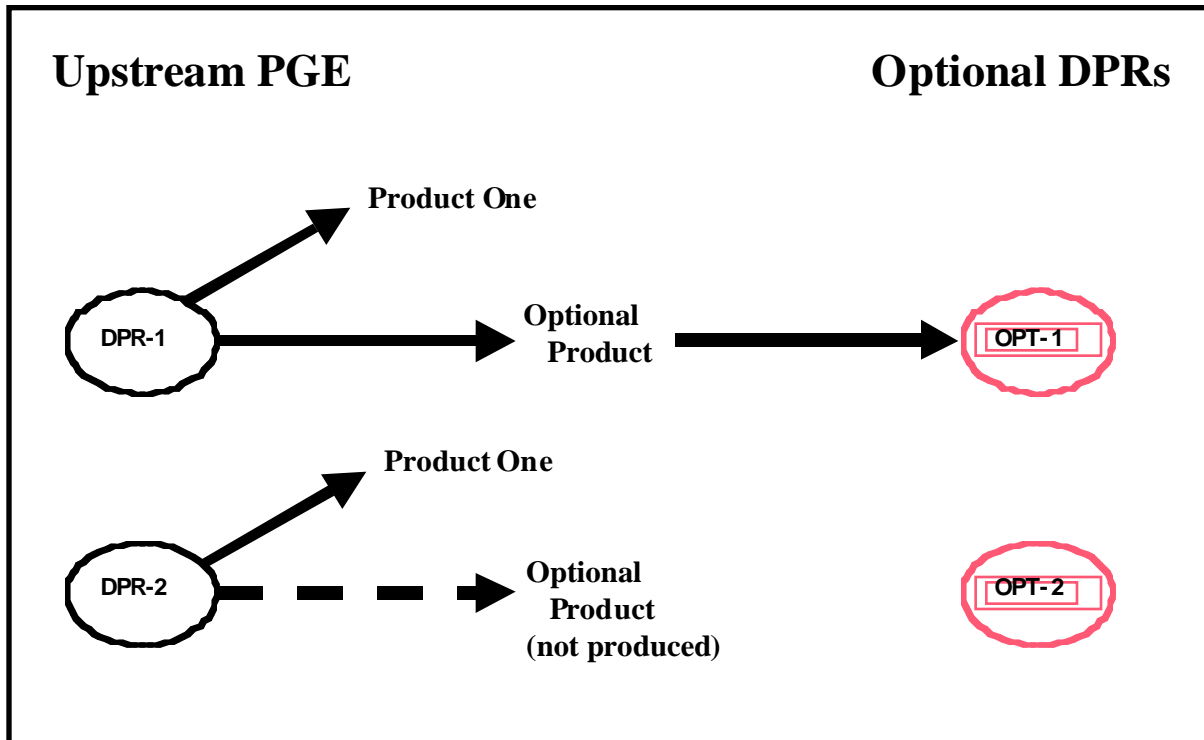 Upstream PGE
Optional DPRs
Product One
DPR-1
Optional
Product
OPT- 1
Product One
DPR-2
Optional
Product
(not produced)
OPT- 2